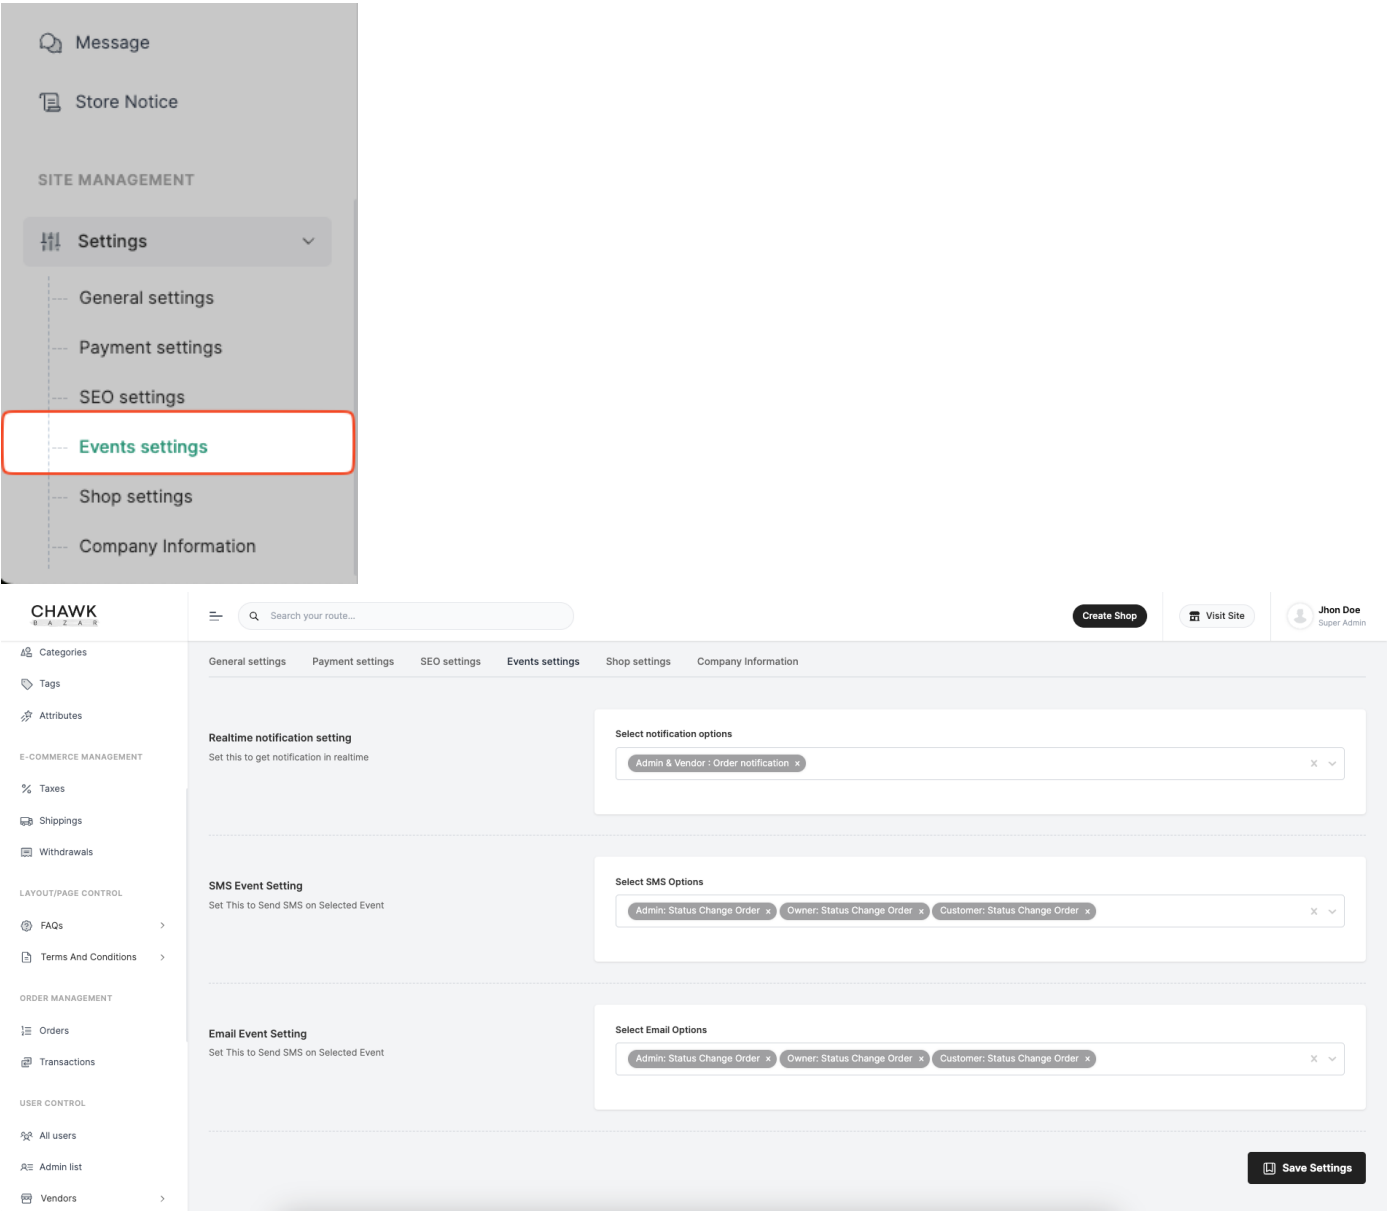 Message
Store Notice
SITE MANAGEMENT
Settings
General settings
Payment settings
SEO settings
Events settings
Shop settings
Company Information
CHAWK
BAZAR
Search your route...
Create Shop
Visit Site
Jhon Doe
Super Admin
Categories
Tags
Attributes
E-COMMERCE MANAGEMENT
Taxes
Shippings
Withdrawals
LAYOUT/PAGE CONTROL
FAQs
Terms And Conditions
ORDER MANAGEMENT
Orders
Transactions
USER CONTROL
All users
Admin list
Vendors
General settings Payment settings SEO settings Events settings Shop settings Company Information
Realtime notification setting
Set this to get notification in realtime
Select notification options
Admin & Vendor : Order notification ×
SMS Event Setting
Set This to Send SMS on Selected Event
Select SMS Options
Admin: Status Change Order × Owner: Status Change Order × Customer: Status Change Order ×
Email Event Setting
Set This to Send SMS on Selected Event
Select Email Options
Admin: Status Change Order × Owner: Status Change Order × Customer: Status Change Order ×
Save Settings